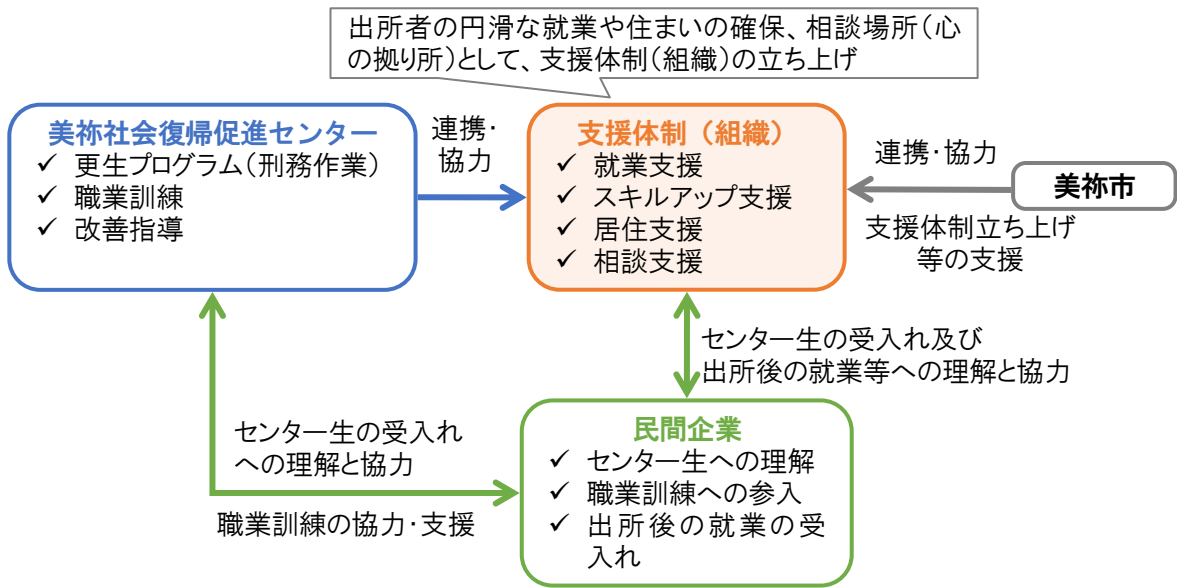 出所者の円滑な就業や住まいの確保、相談場所（心
の拠り所）として、支援体制（組織）の立ち上げ
美祢社会復帰促進センター
✓ 更生プログラム（刑務作業）
✓ 職業訓練
✓ 改善指導
連携・
協力
支援体制（組織）
✓ 就業支援
✓ スキルアップ支援
✓ 居住支援
✓ 相談支援
連携・協力
美祢市
支援体制立ち上げ
等の支援
センター生の受入れ及び
出所後の就業等への理解と協力
センター生の受入れ
への理解と協力
職業訓練の協力・支援
民間企業
✓ センター生への理解
✓ 職業訓練への参入
✓ 出所後の就業の受
入れ